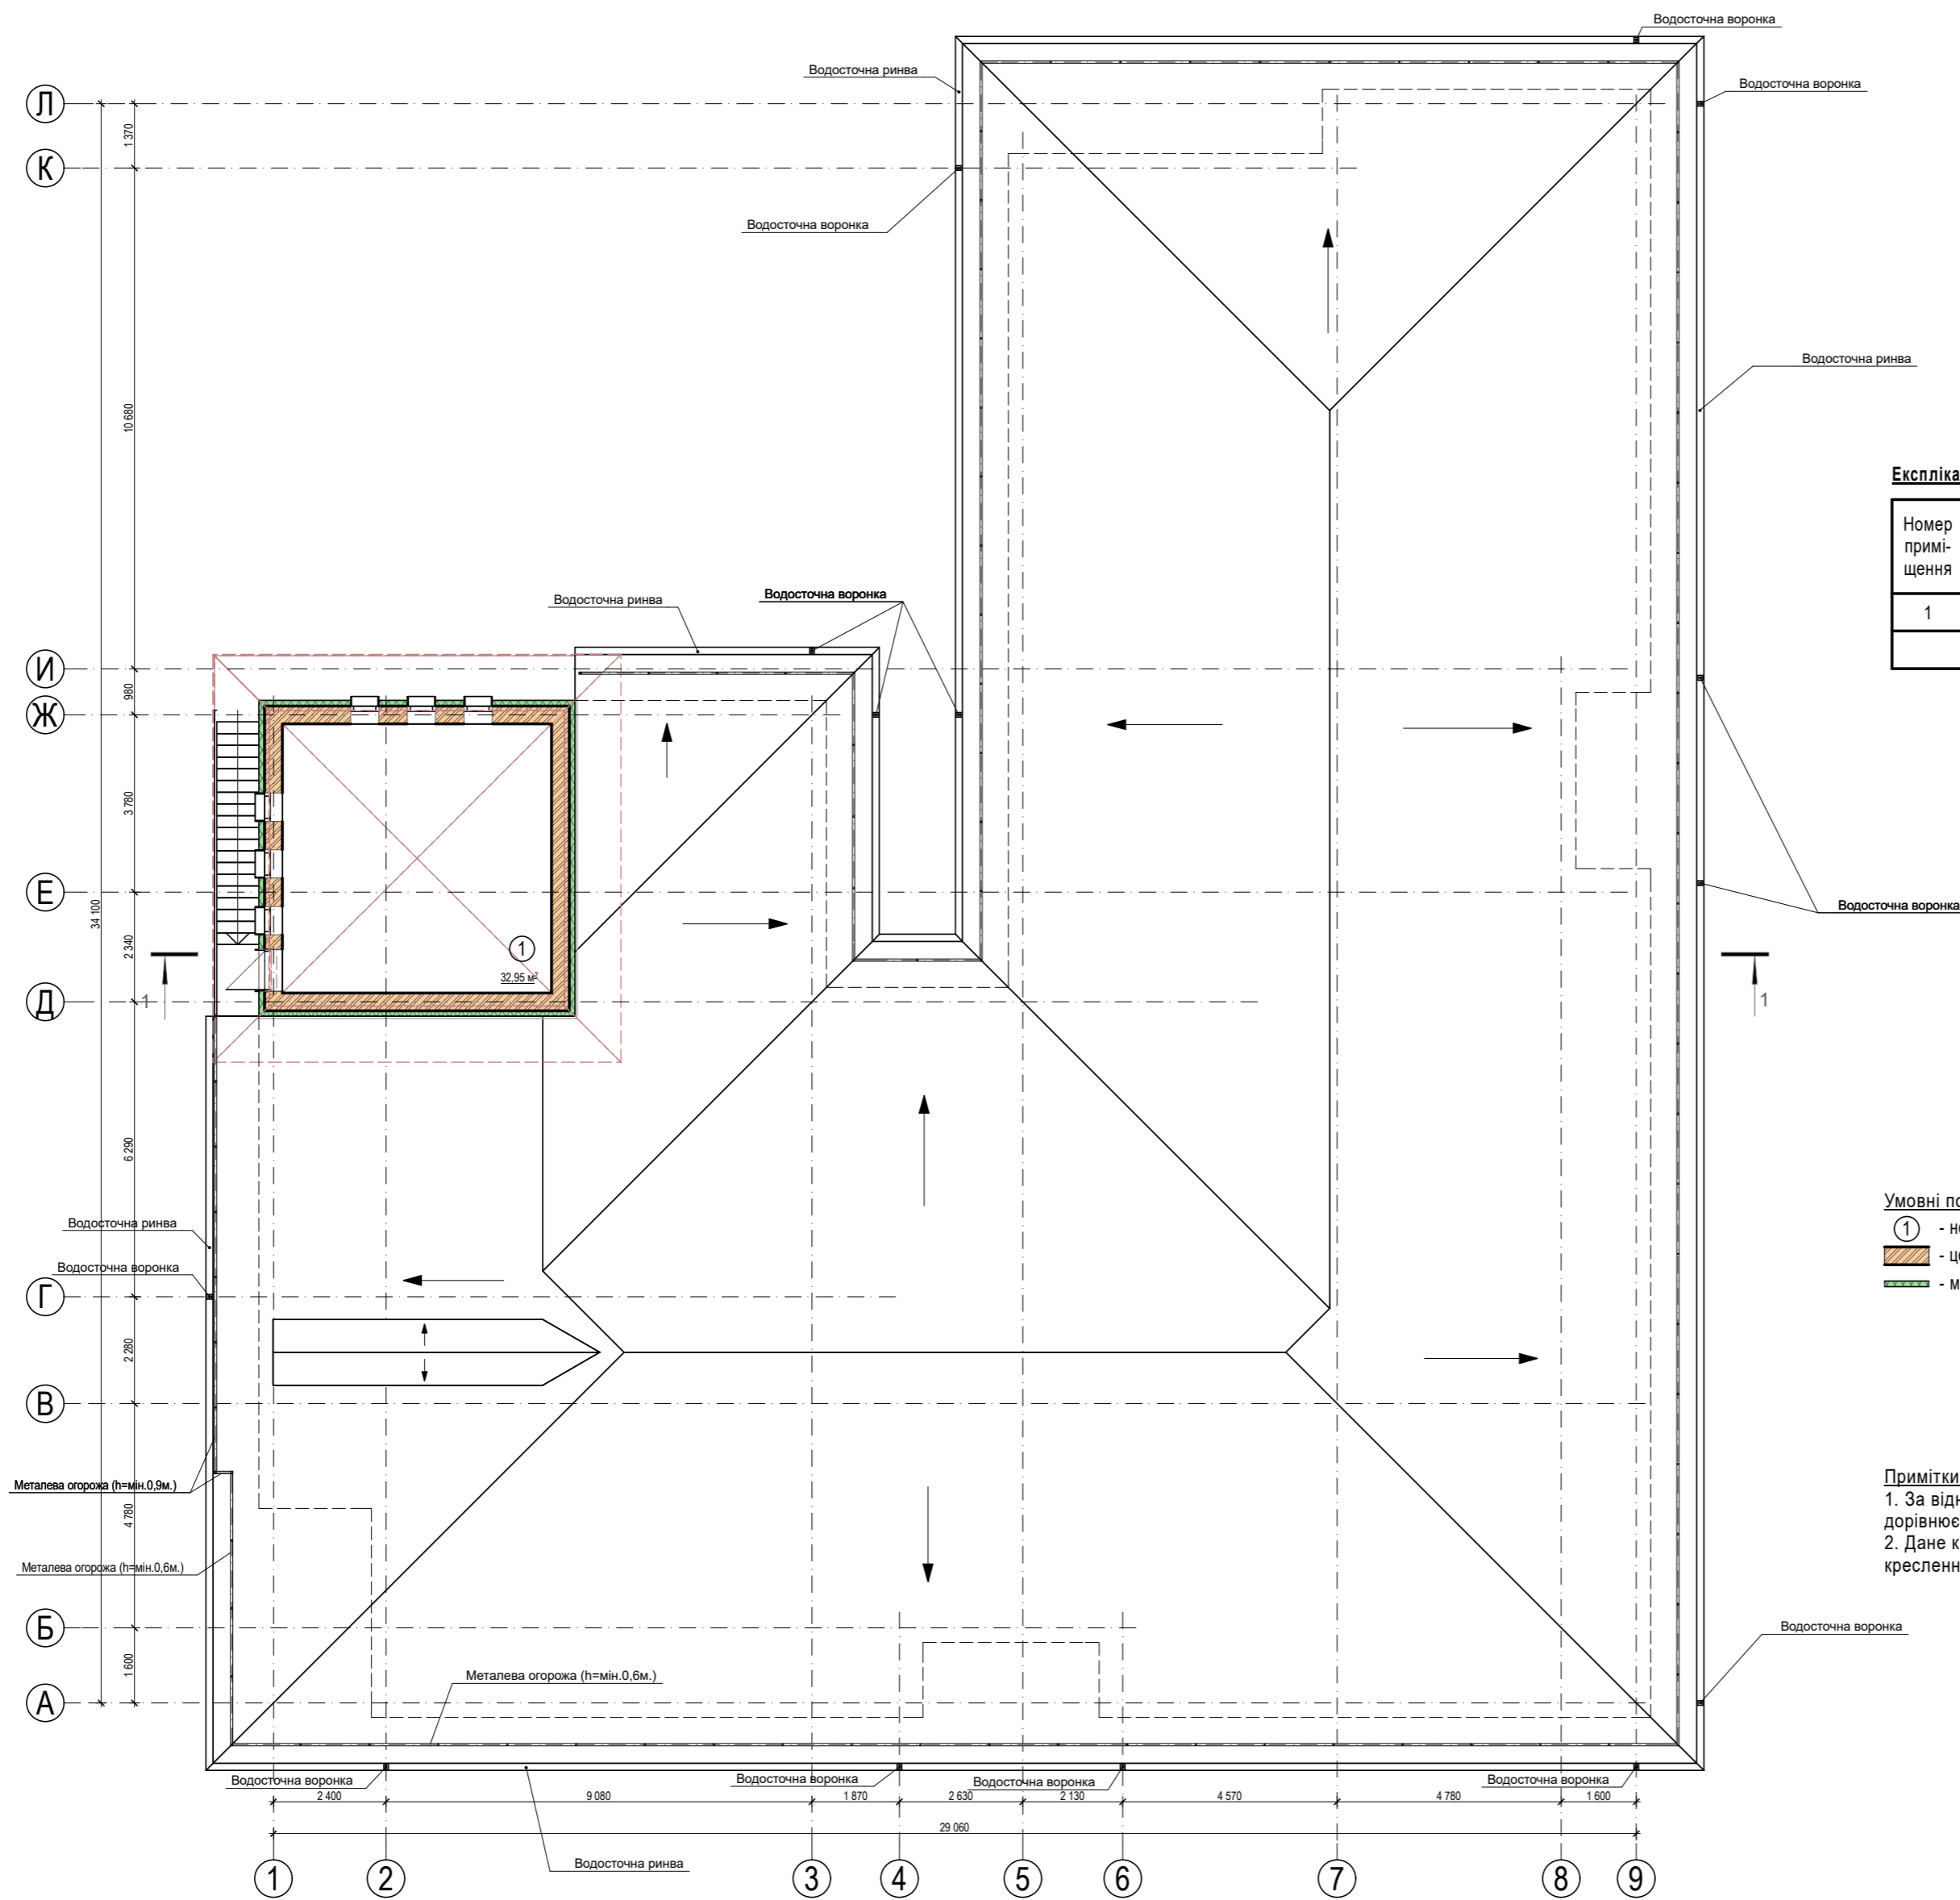 Водосточна воронка
Водосточна ринва
Водосточна воронка
Л
К
1 370
Водосточна воронка
Водосточна ринва
10 680
Експліка
Номер
примі-
щення
1
Водосточна ринва
Водосточна воронка
И
980
Ж
3 780
Е
34 100
2 340
1
32,95 м²
Водосточна воронка
Д
1
1
6 290
Водосточна ринва
Водосточна воронка
Г
2 280
В
Умовні по
1 - н
- ц
- м
Металева огорожа (h=мін.0,9м.)
4 780
Металева огорожа (h=мін.0,6м.)
Примітки
1. За відн
дорівнює
2. Дане к
кресленн
Б
1 600
Водосточна воронка
Металева огорожа (h=мін.0,6м.)
А
Водосточна воронка
Водосточна воронка
Водосточна воронка
Водосточна воронка
2 400 9 080 1 870 2 630 2 130 4 570 4 780 1 600
29 060
Водосточна ринва
1 2 3 4 5 6 7 8 9